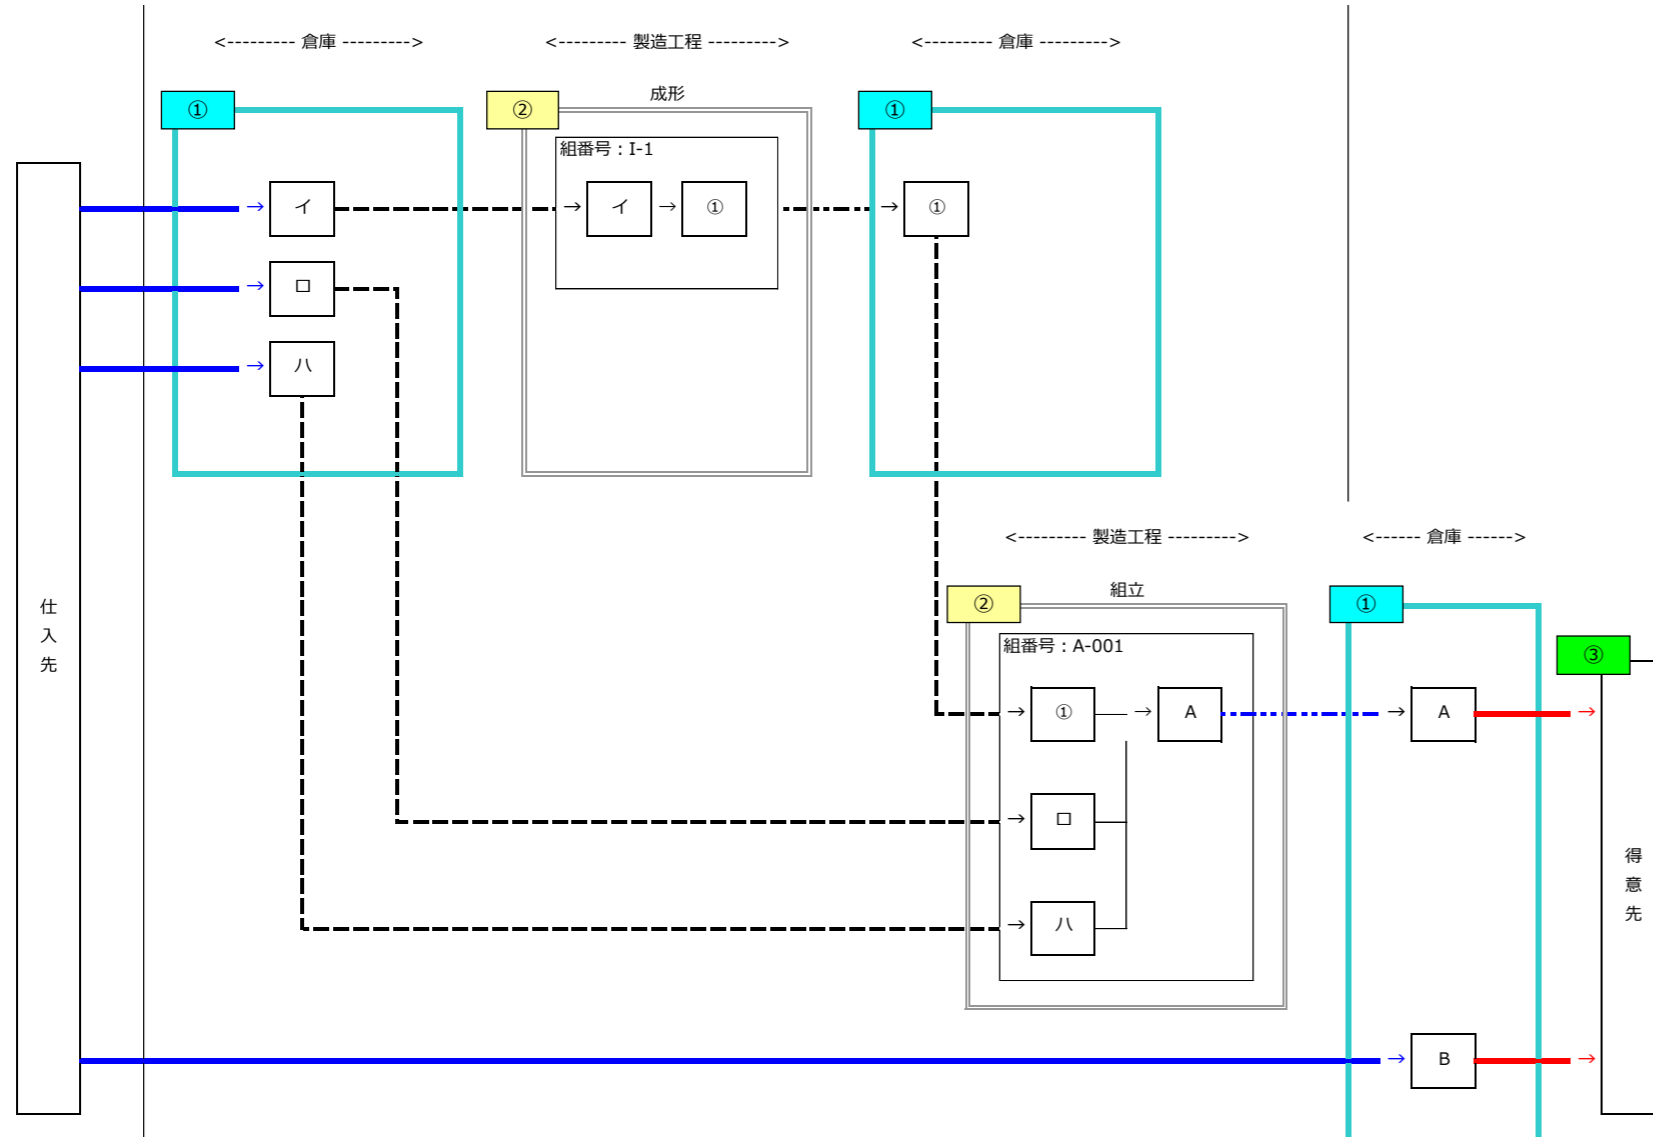 <--------- 倉庫 --------->
<--------- 製造工程 --------->
<--------- 倉庫 --------->
①
②
成形
①
組番号：I-1
→ イ
→ イ → ①
→ ①
→ ロ
→ ハ
<--------- 製造工程 --------->
<------ 倉庫 ------>
②
組立
①
仕入先
組番号：A-001
③
→ ① → A
→ A →
→ ロ
得意先
→ ハ
→ B →